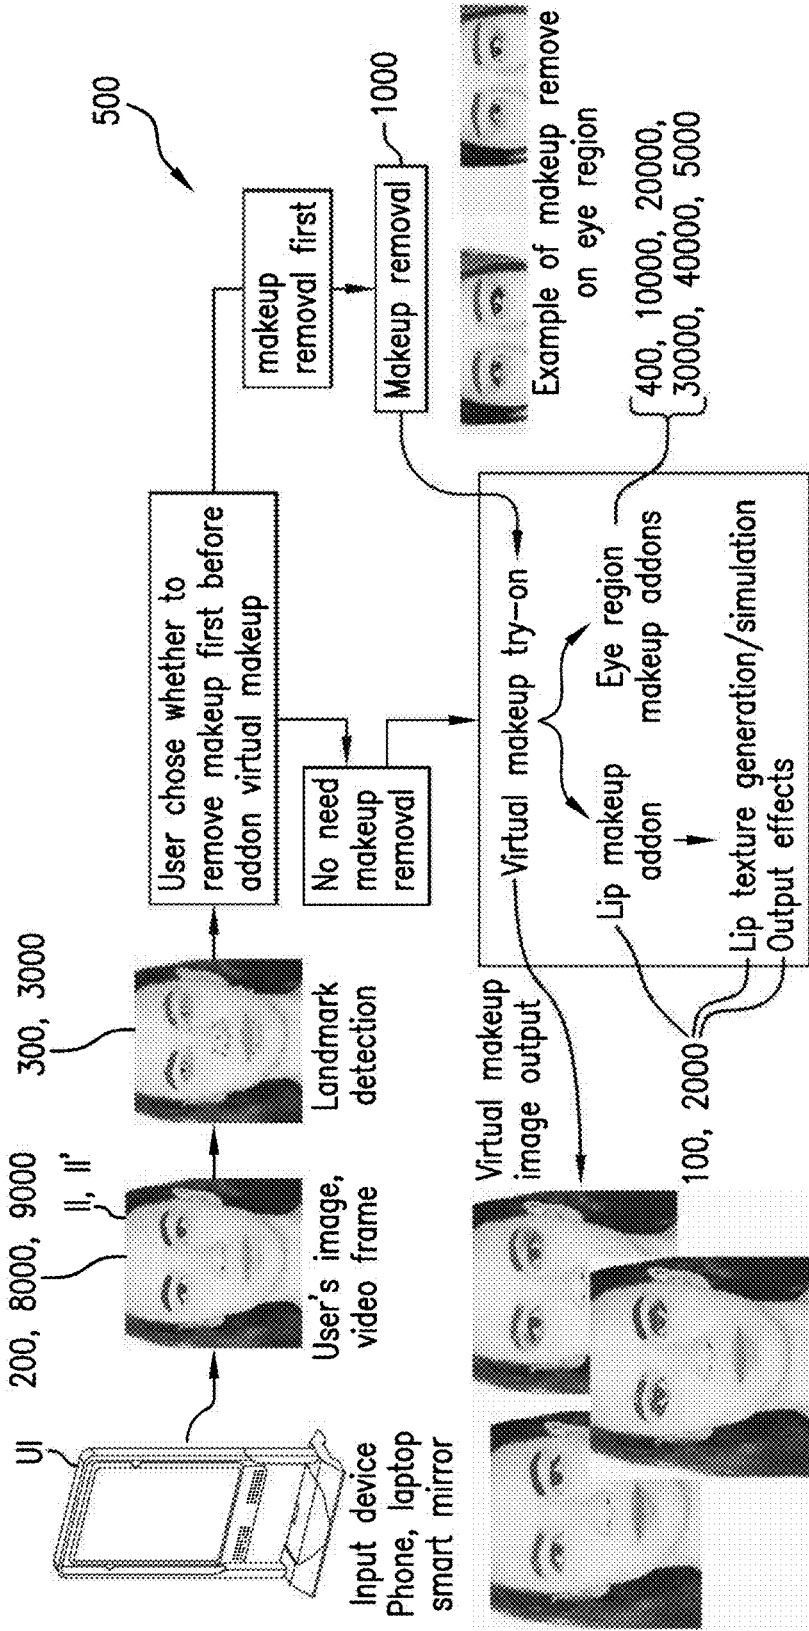 500
UI
Input device
Phone, laptop
smart mirror
200, 8000, 9000
II, II'
User's image,
video frame
300, 3000
Landmark
detection
User chose whether to
remove makeup first before
addon virtual makeup
No need
makeup
removal
makeup
removal first
Makeup removal
1000
Example of makeup remove
on eye region
Virtual makeup try-on
Lip makeup
addon
Eye region
makeup addons
Lip texture generation/simulation
Output effects
400, 10000, 20000,
30000, 40000, 5000
100, 2000
Virtual makeup
image output